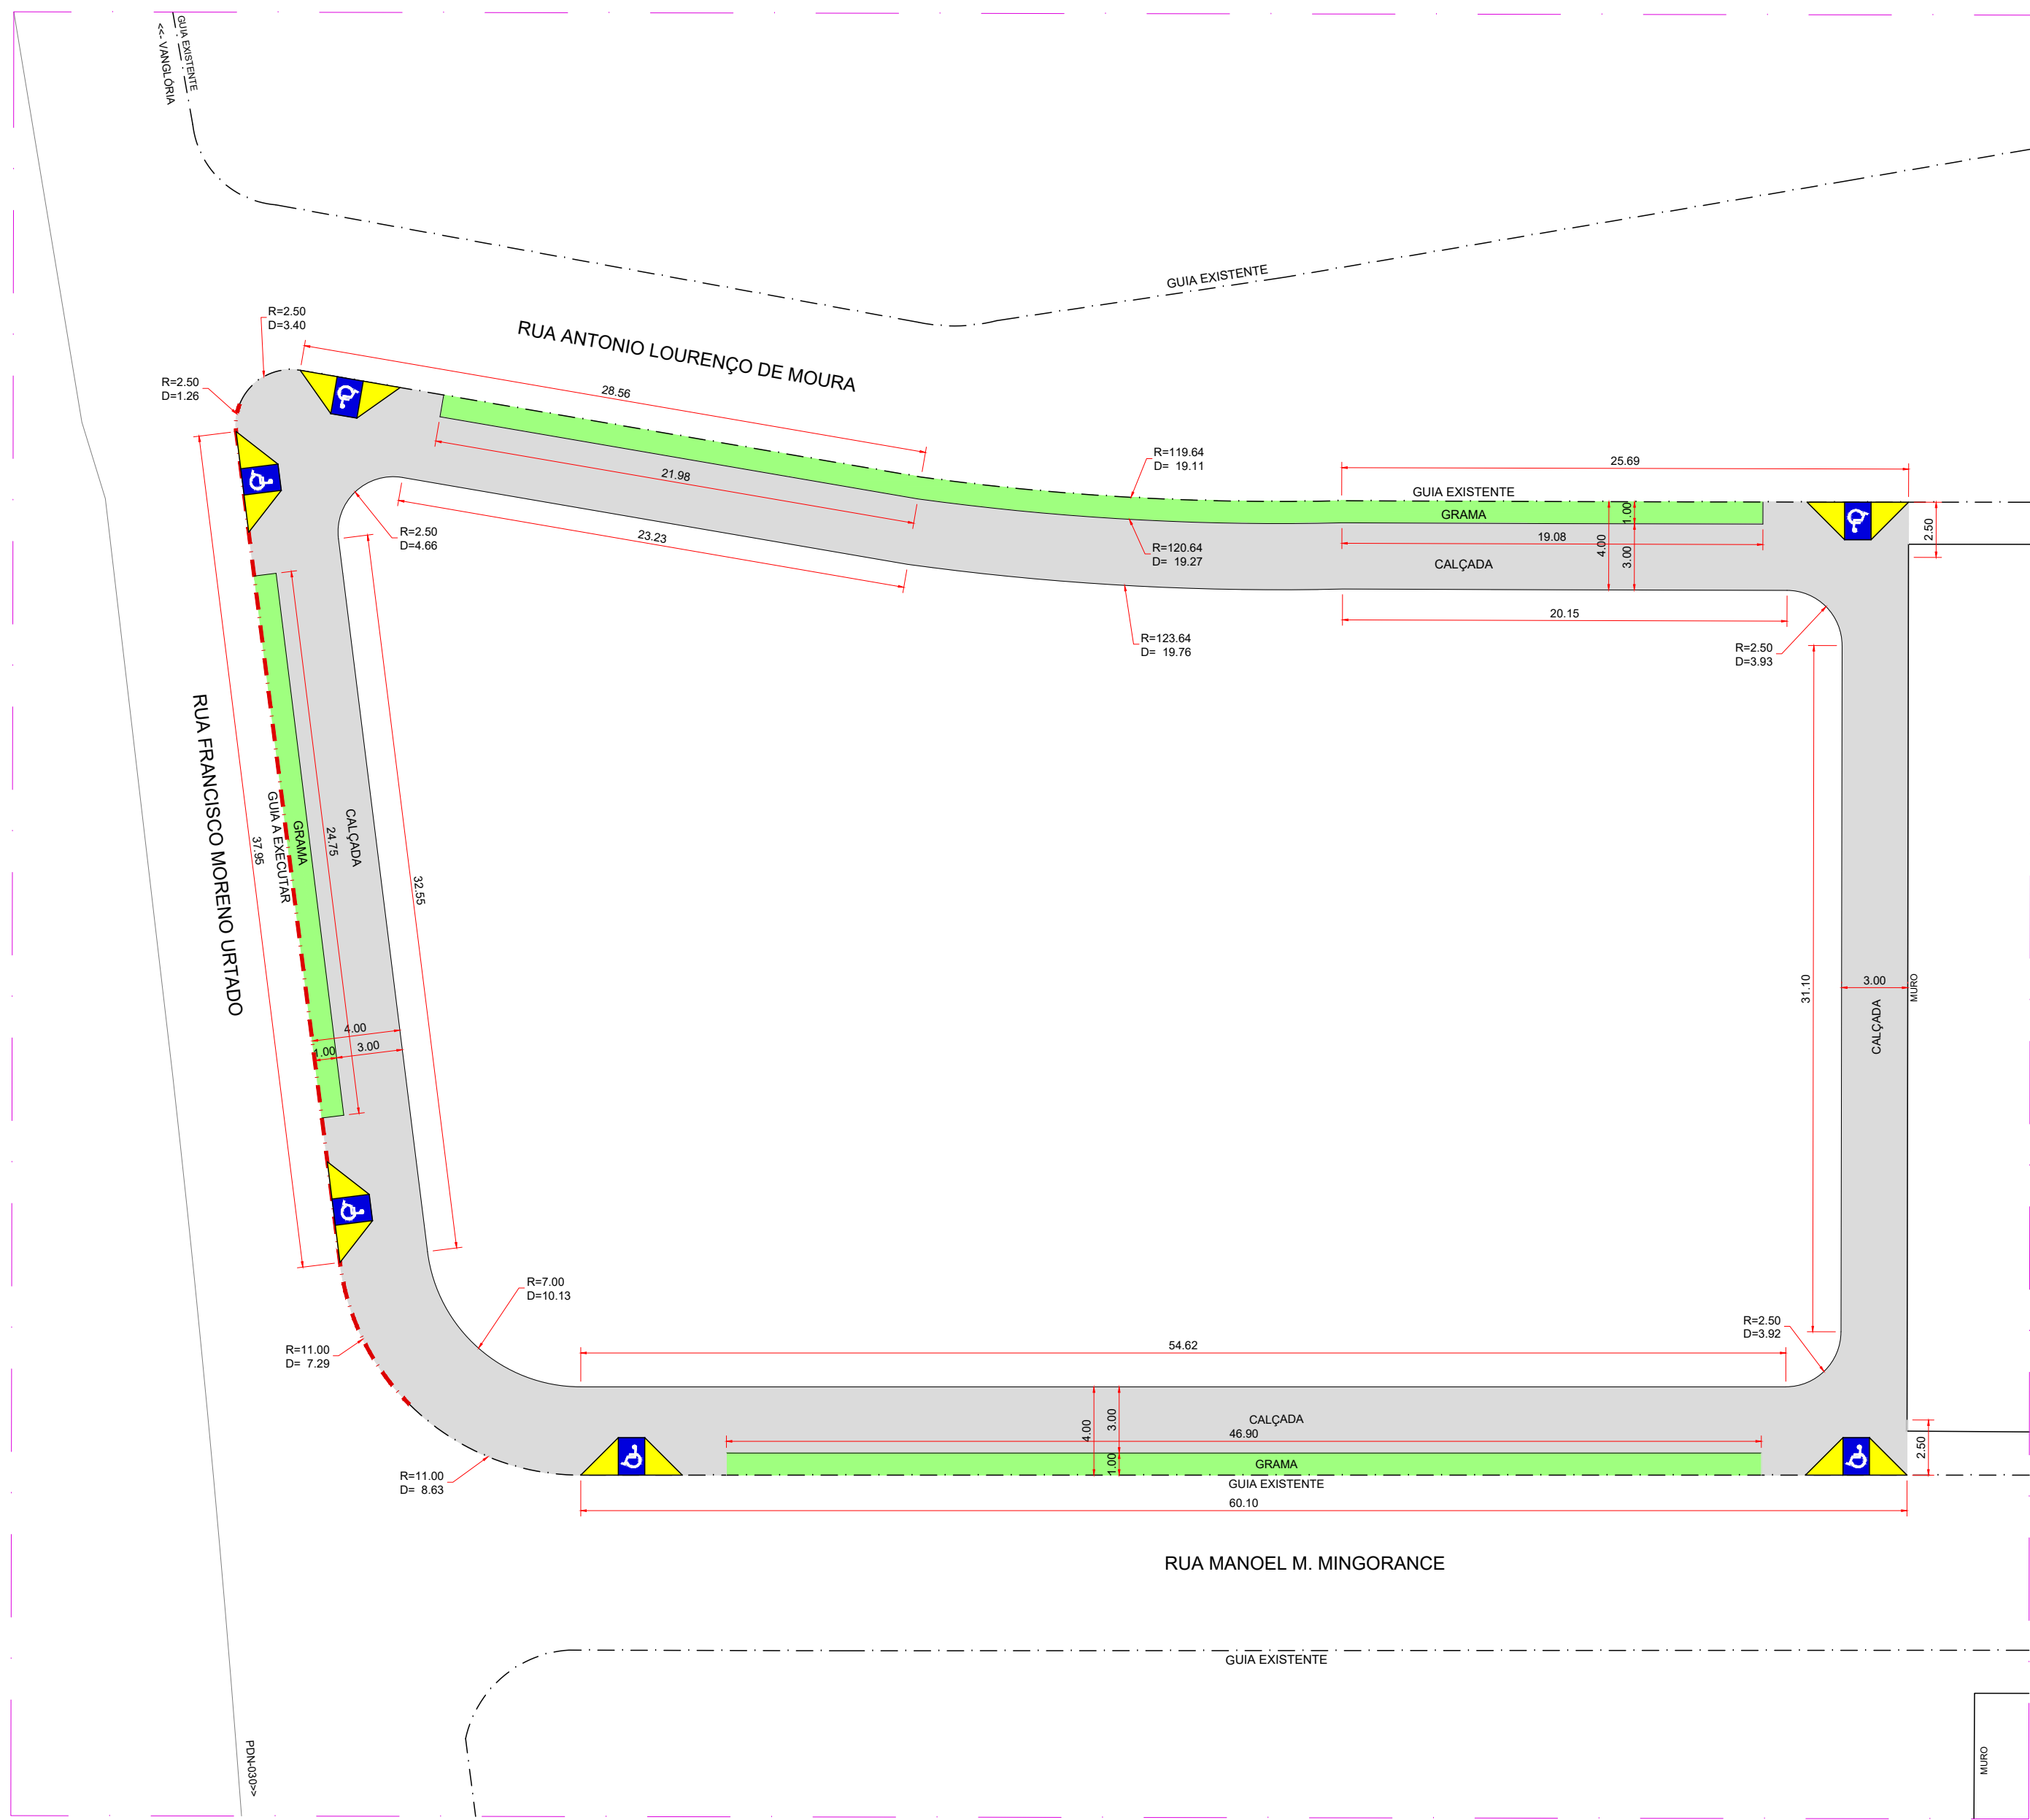 GUIA EXISTENTE
<<- VANGLÓRIA
GUIA EXISTENTE
R=2.50
D=3.40
RUA ANTONIO LOURENÇO DE MOURA
R=2.50
D=1.26
28.56
21.98
R=119.64
D= 19.11
25.69
GUIA EXISTENTE
GRAMA
1.00
2.50
R=2.50
D=4.66
23.23
R=120.64
D= 19.27
19.08
4.00
3.00
CALÇADA
20.15
R=123.64
D= 19.76
R=2.50
D=3.93
RUA FRANCISCO MORENO URTADO
37.95
GUIA A EXECUTAR
GRAMA
24.75
CALÇADA
32.55
31.10
3.00
MURO
CALÇADA
4.00
1.00
3.00
R=7.00
D=10.13
R=11.00
D= 7.29
54.62
R=2.50
D=3.92
4.00
3.00
1.00
CALÇADA
46.90
GRAMA
2.50
R=11.00
D= 8.63
GUIA EXISTENTE
60.10
RUA MANOEL M. MINGORANCE
GUIA EXISTENTE
PDN-030>>
MURO